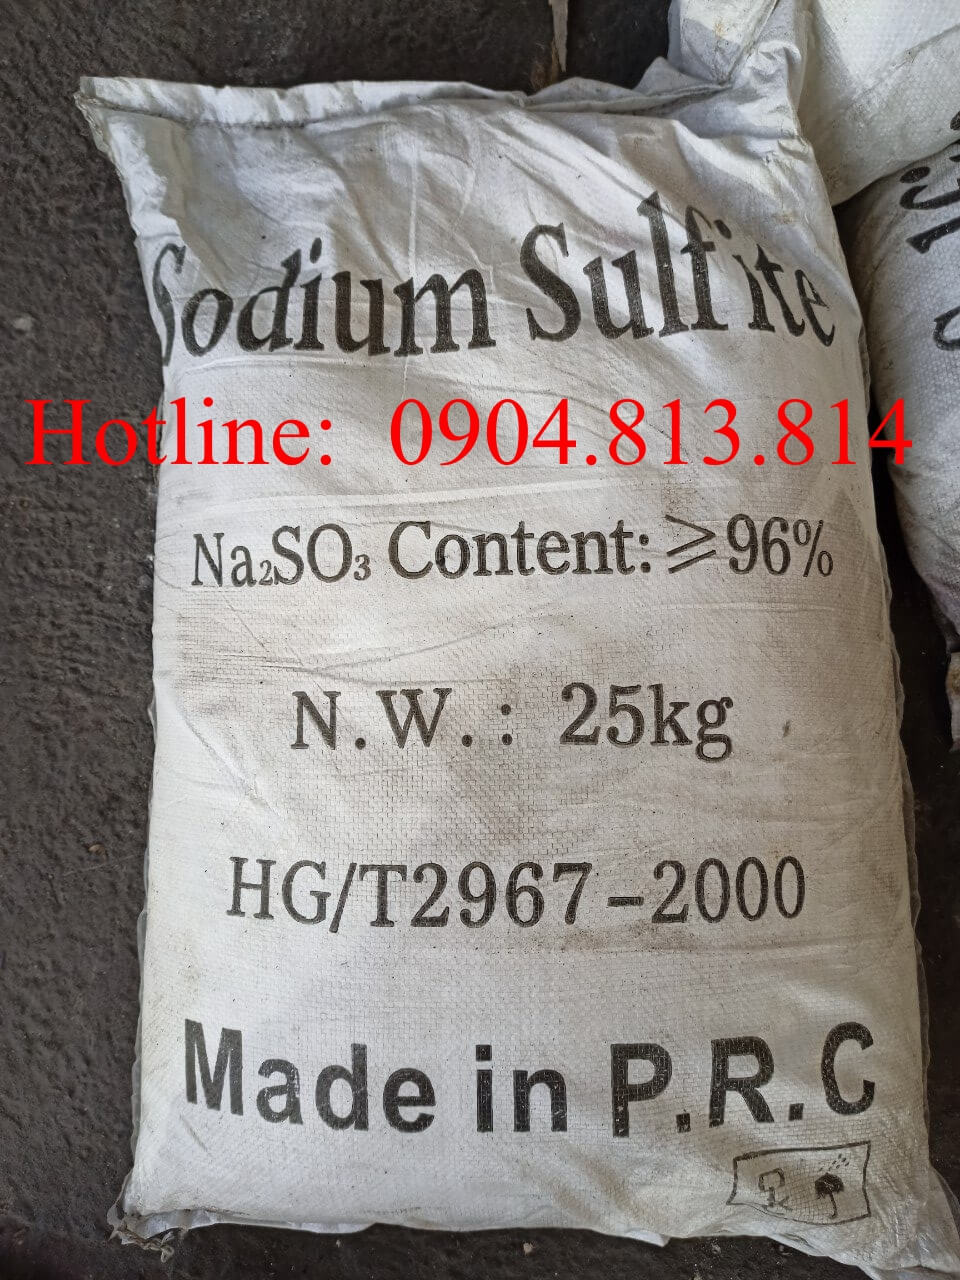 Sodium Sulfite
Hotline: 0904.813.814
Na₂SO₃ Content: ≥96%
N.W.: 25kg
HG/T2967-2000
Made in P.R.C